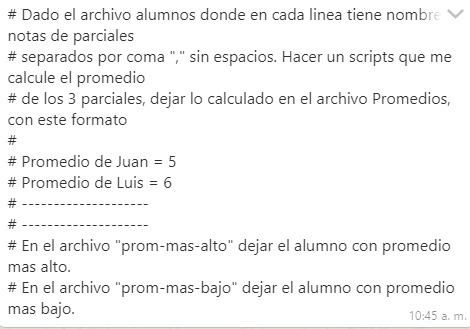 # Dado el archivo alumnos donde en cada linea tiene nombre
notas de parciales
# separados por coma "," sin espacios. Hacer un scripts que me
calcule el promedio
# de los 3 parciales, dejar lo calculado en el archivo Promedios,
con este formato
#
# Promedio de Juan = 5
# Promedio de Luis = 6
# --------------------
# --------------------
# En el archivo "prom-mas-alto" dejar el alumno con promedio
mas alto.
# En el archivo "prom-mas-bajo" dejar el alumno con promedio
mas bajo.
10:45 a. m.